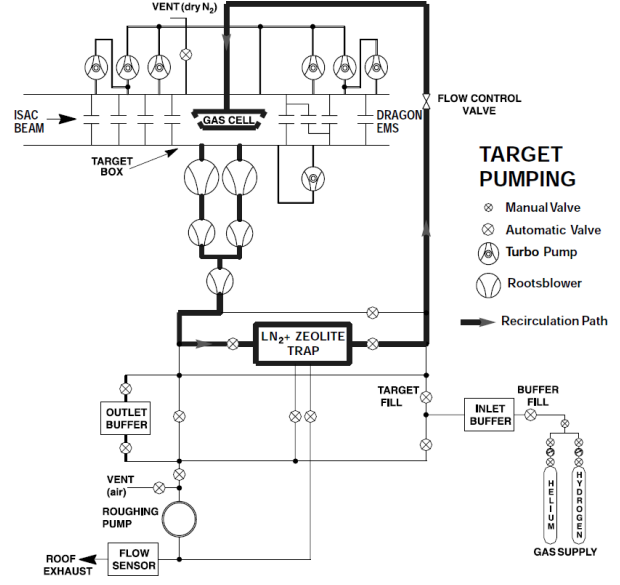 VENT (dry N2)
ISAC
BEAM
GAS CELL
DRAGON
EMS
FLOW CONTROL
VALVE
TARGET
BOX
TARGET
PUMPING
Manual Valve
Automatic Valve
Turbo Pump
Rootsblower
Recirculation Path
LN2+ ZEOLITE
TRAP
OUTLET
BUFFER
TARGET
FILL
INLET
BUFFER
BUFFER
FILL
VENT
(air)
ROUGHING
PUMP
HELIUM
HYDROGEN
GAS SUPPLY
ROOF
EXHAUST
FLOW
SENSOR